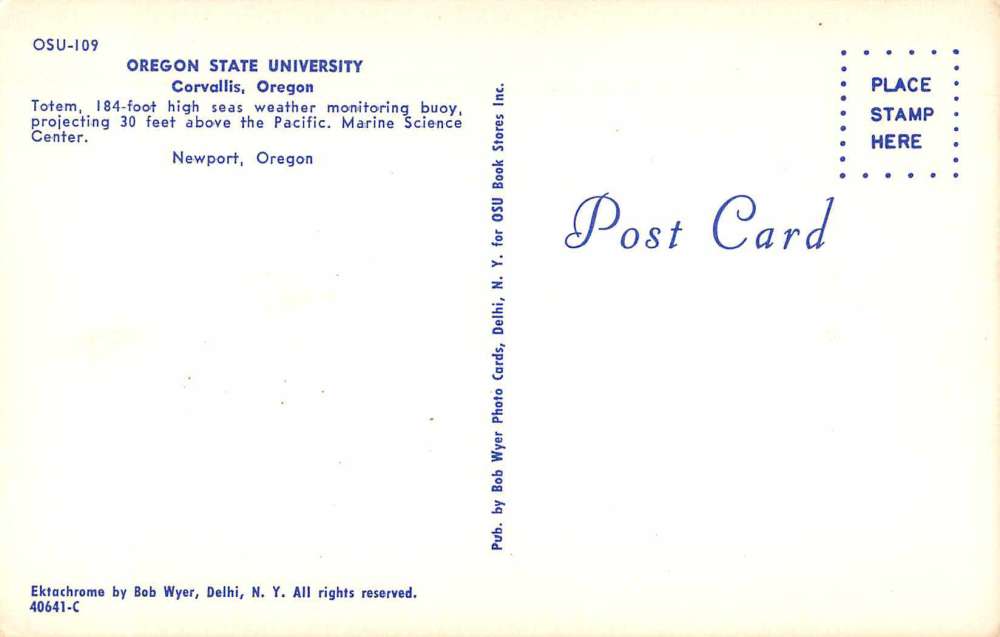 OSU-109
OREGON STATE UNIVERSITY
Corvallis, Oregon
Totem, 184-foot high seas weather monitoring buoy,
projecting 30 feet above the Pacific. Marine Science
Center.
Newport, Oregon
Ektachrome by Bob Wyer, Delhi, N. Y. All rights reserved.
40641-C
Pub. by Bob Wyer Photo Cards, Delhi, N. Y. for OSU Book Stores Inc.
PLACE
STAMP
HERE
Post Card